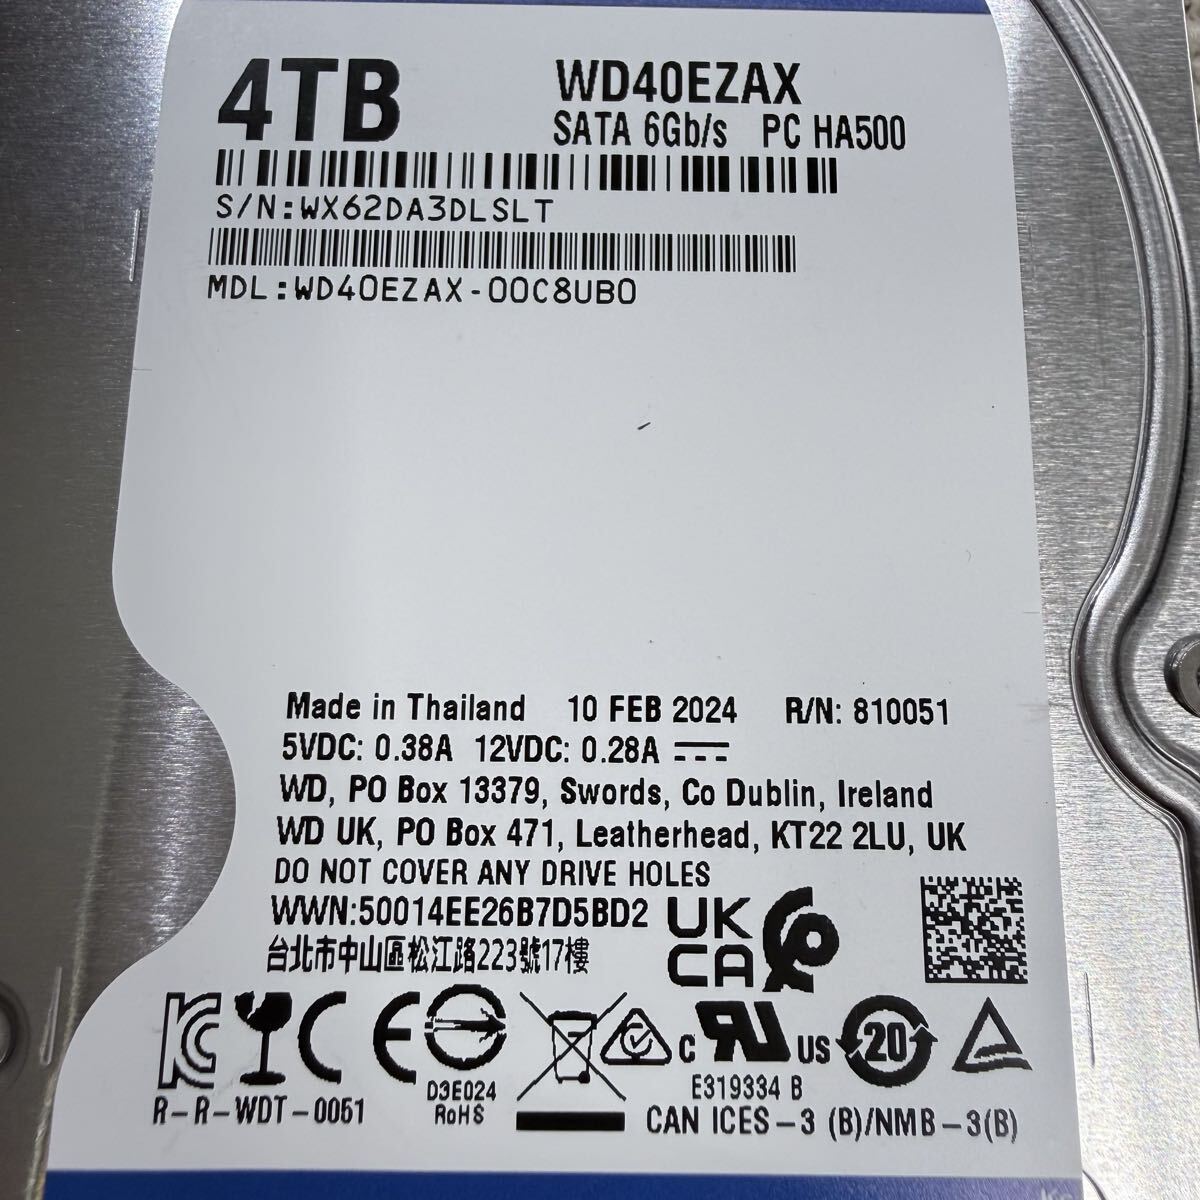 4TB
WD40EZAX
SATA 6Gb/s PC HA500
S/N:WX62DA3DLSLT
MDL:WD40EZAX-00C8UB0
Made in Thailand 10 FEB 2024 R/N: 810051
5VDC: 0.38A 12VDC: 0.28A
WD, PO Box 13379, Swords, Co Dublin, Ireland
WD UK, PO Box 471, Leatherhead, KT22 2LU, UK
DO NOT COVER ANY DRIVE HOLES
WWN:50014EE26B7D5BD2
UK
CA
台北市中山區松江路223號17樓
CE
c RU US
20
D3E024
RoHS
E319334 B
R-R-WDT-0051
CAN ICES-3 (B)/NMB-3(B)